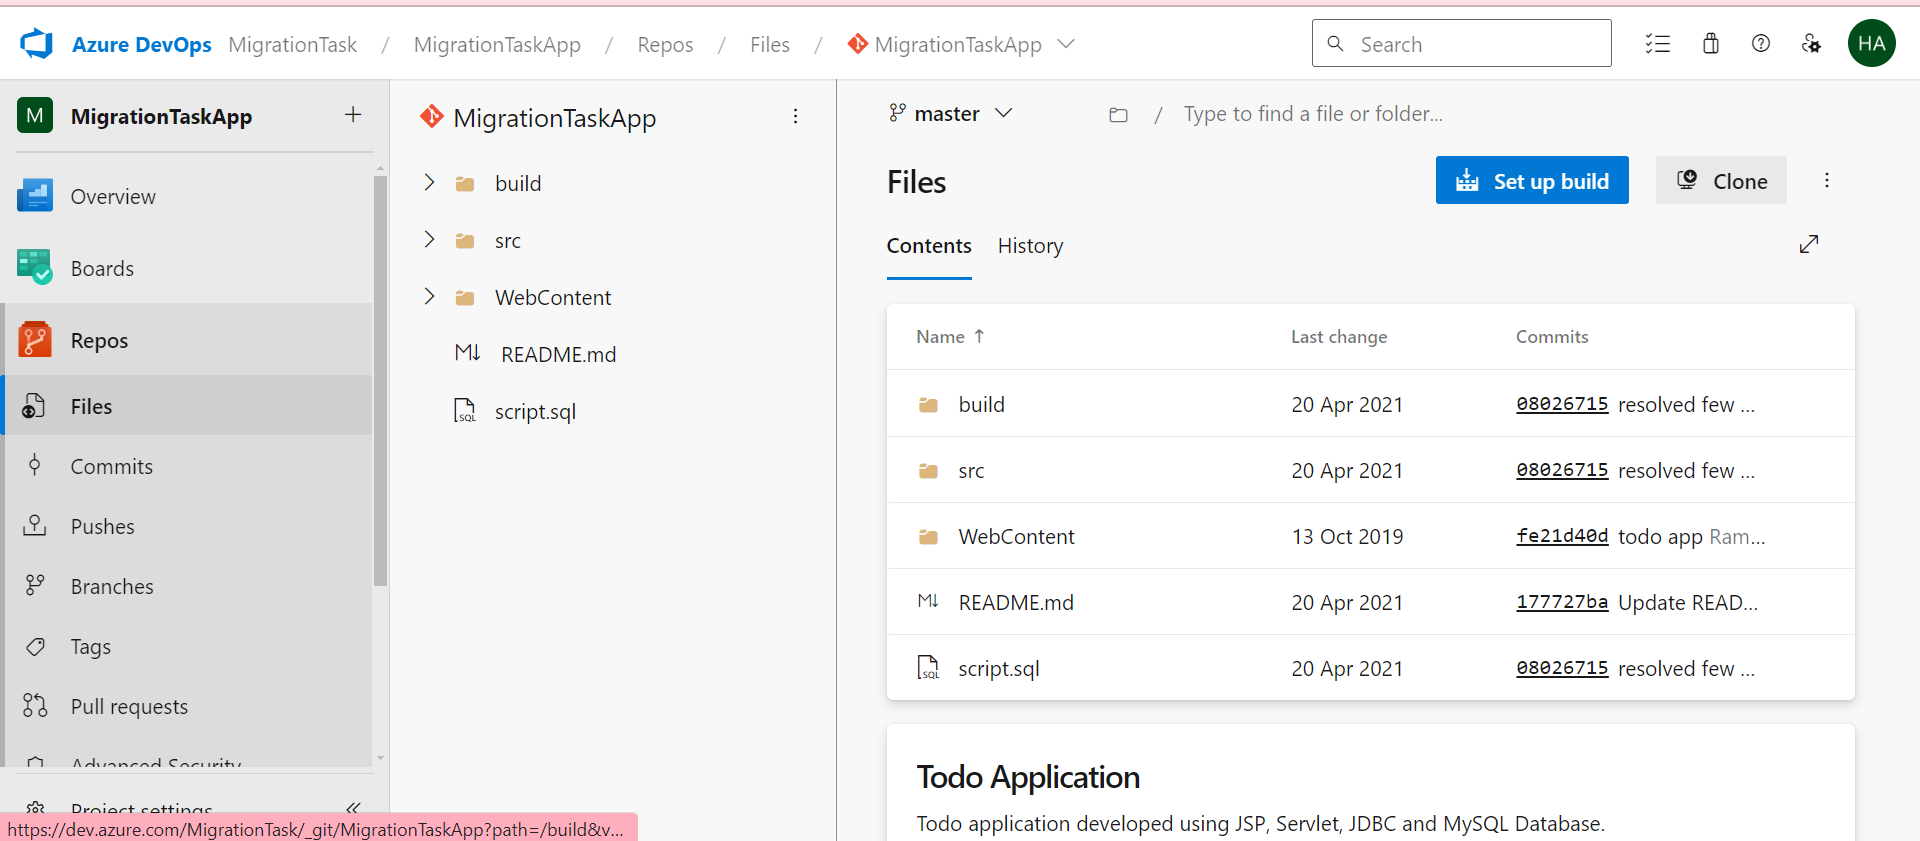 Azure DevOps MigrationTask / MigrationTaskApp / Repos / Files / MigrationTaskApp
Search
HA
M MigrationTaskApp +
Overview
Boards
Repos
Files
Commits
Pushes
Branches
Tags
Pull requests
Advanced Security
Project settings
https://dev.azure.com/MigrationTask/_git/MigrationTaskApp?path=/build&v...
MigrationTaskApp
build
src
WebContent
M↓ README.md
SQL script.sql
master
/ Type to find a file or folder...
Files
Set up build
Clone
Contents History
Name ↑ Last change Commits
build 20 Apr 2021 08026715 resolved few ...
src 20 Apr 2021 08026715 resolved few ...
WebContent 13 Oct 2019 fe21d40d todo app Ram...
M↓ README.md 20 Apr 2021 177727ba Update READ...
SQL script.sql 20 Apr 2021 08026715 resolved few ...
Todo Application
Todo application developed using JSP, Servlet, JDBC and MySQL Database.